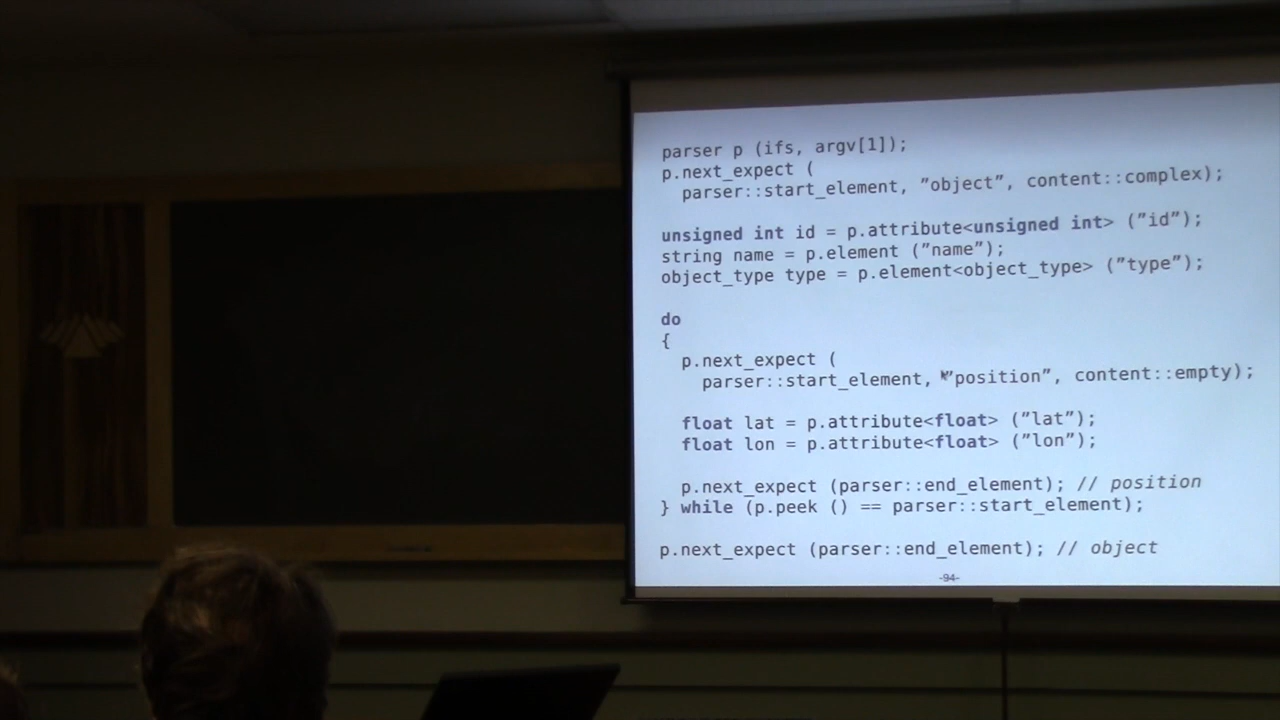 parser p (ifs, argv[1]);
p.next_expect (
parser::start_element, ”object”, content::complex);
unsigned int id = p.attribute<unsigned int> (”id”);
string name = p.element (”name”);
object_type type = p.element<object_type> (”type”);
do
{
p.next_expect (
parser::start_element, ”position”, content::empty);
float lat = p.attribute<float> (”lat”);
float lon = p.attribute<float> (”lon”);
p.next_expect (parser::end_element); // position
} while (p.peek () == parser::start_element);
p.next_expect (parser::end_element); // object
-94-